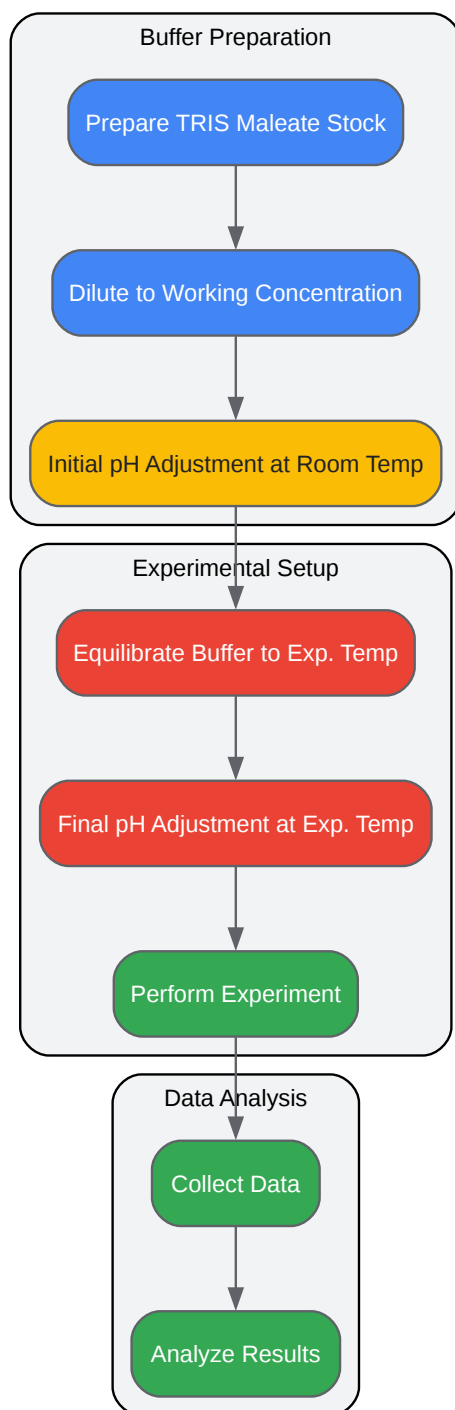 Buffer Preparation
Prepare TRIS Maleate Stock
Dilute to Working Concentration
Initial pH Adjustment at Room Temp
Experimental Setup
Equilibrate Buffer to Exp. Temp
Final pH Adjustment at Exp. Temp
Perform Experiment
Data Analysis
Collect Data
Analyze Results